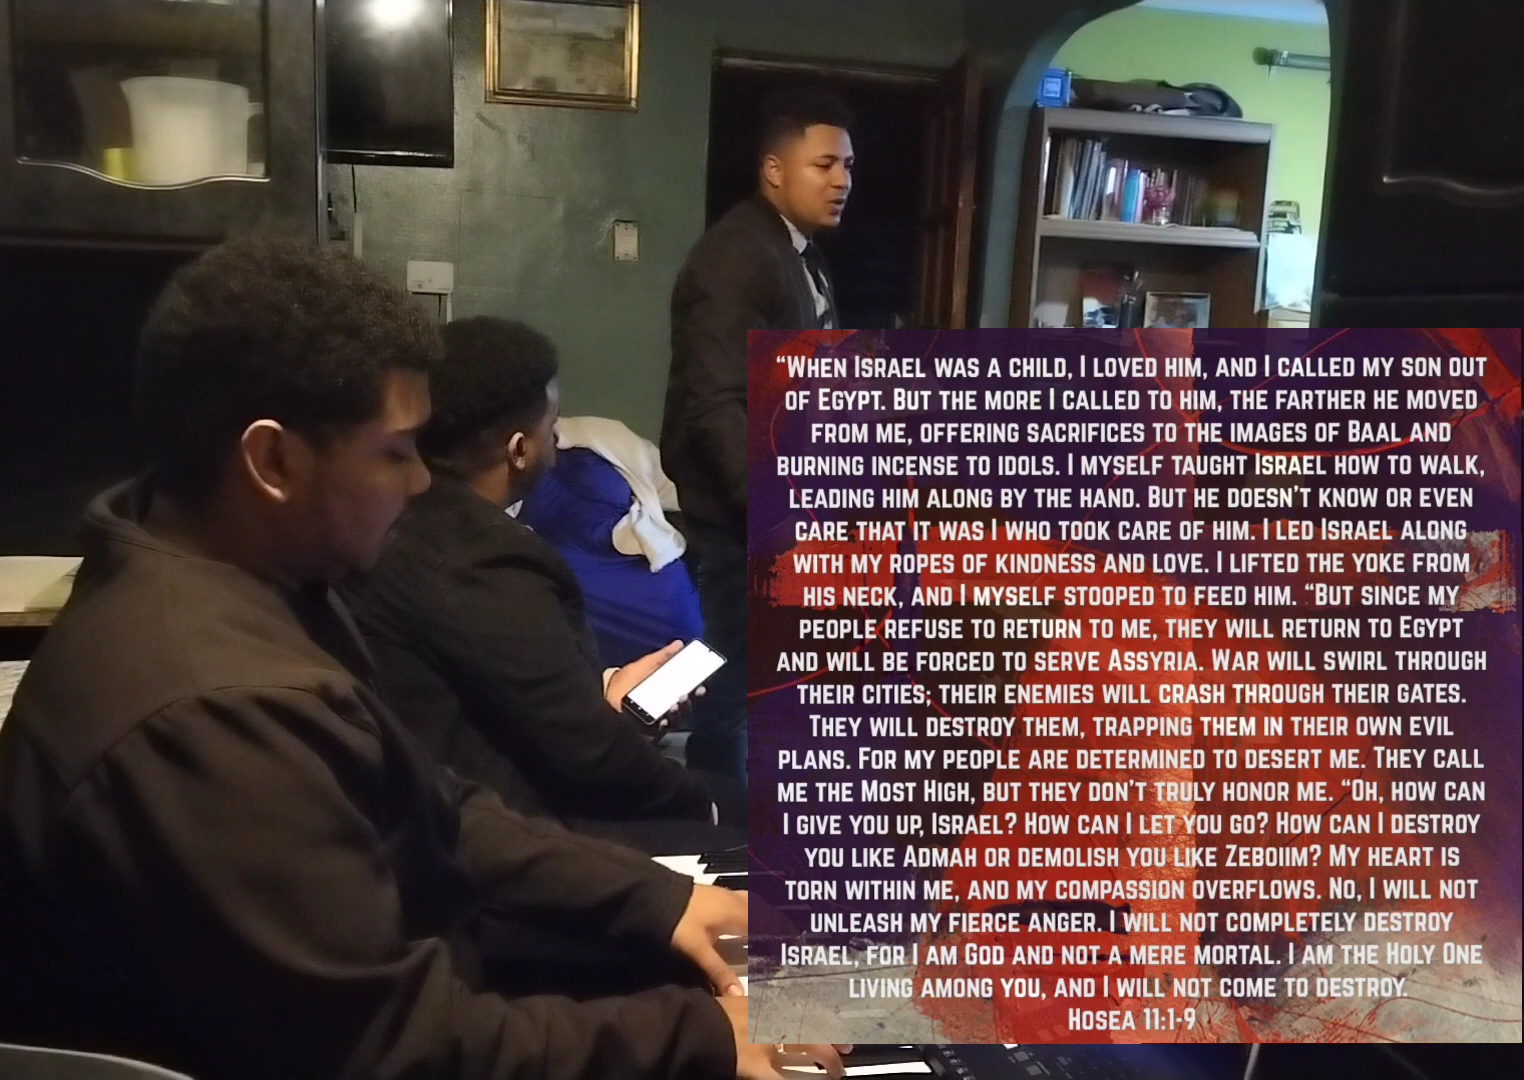 “When Israel was a child, I loved him, and I called my son out
of Egypt. But the more I called to him, the farther he moved
from me, offering sacrifices to the images of Baal and
burning incense to idols. I myself taught Israel how to walk,
leading him along by the hand. But he doesn’t know or even
care that it was I who took care of him. I led Israel along
with my ropes of kindness and love. I lifted the yoke from
his neck, and I myself stooped to feed him. “But since my
people refuse to return to me, they will return to Egypt
and will be forced to serve Assyria. War will swirl through
their cities; their enemies will crash through their gates.
They will destroy them, trapping them in their own evil
plans. For my people are determined to desert me. They call
me the Most High, but they don’t truly honor me. “Oh, how can
I give you up, Israel? How can I let you go? How can I destroy
you like Admah or demolish you like Zeboiim? My heart is
torn within me, and my compassion overflows. No, I will not
unleash my fierce anger. I will not completely destroy
Israel, for I am God and not a mere mortal. I am the Holy One
living among you, and I will not come to destroy.
Hosea 11:1-9